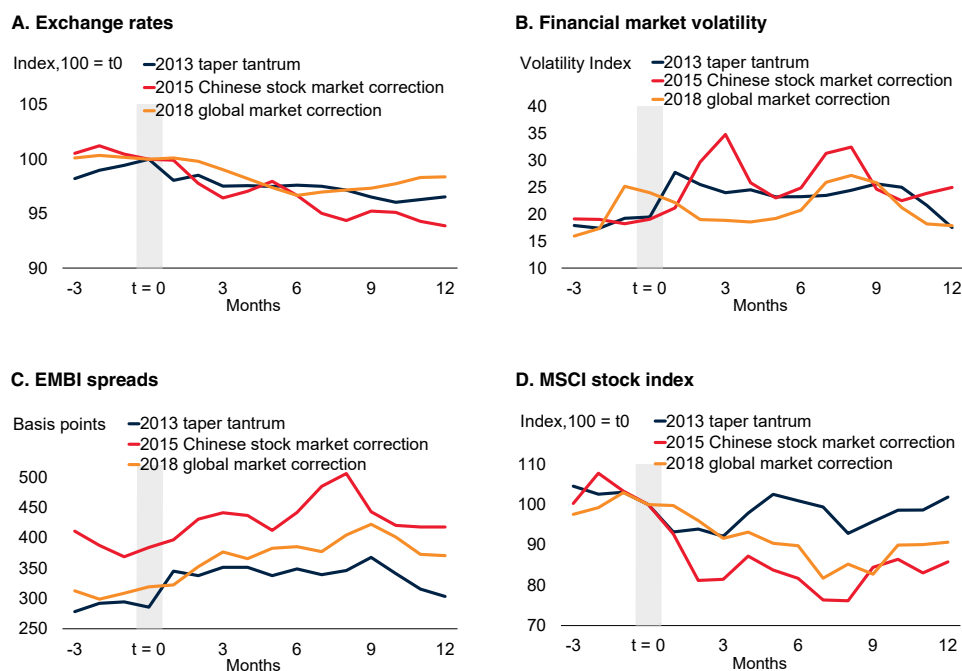 A. Exchange rates
Index,100 = t0
2013 taper tantrum
2015 Chinese stock market correction
2018 global market correction
105
100
95
90
-3 t = 0 3 6 9 12
Months
B. Financial market volatility
Volatility Index
2013 taper tantrum
2015 Chinese stock market correction
2018 global market correction
40
35
30
25
20
15
10
-3 t = 0 3 6 9 12
Months
C. EMBI spreads
Basis points
2013 taper tantrum
2015 Chinese stock market correction
2018 global market correction
500
450
400
350
300
250
-3 t = 0 3 6 9 12
Months
D. MSCI stock index
Index,100 = t0
2013 taper tantrum
2015 Chinese stock market correction
2018 global market correction
110
100
90
80
70
-3 t = 0 3 6 9 12
Months